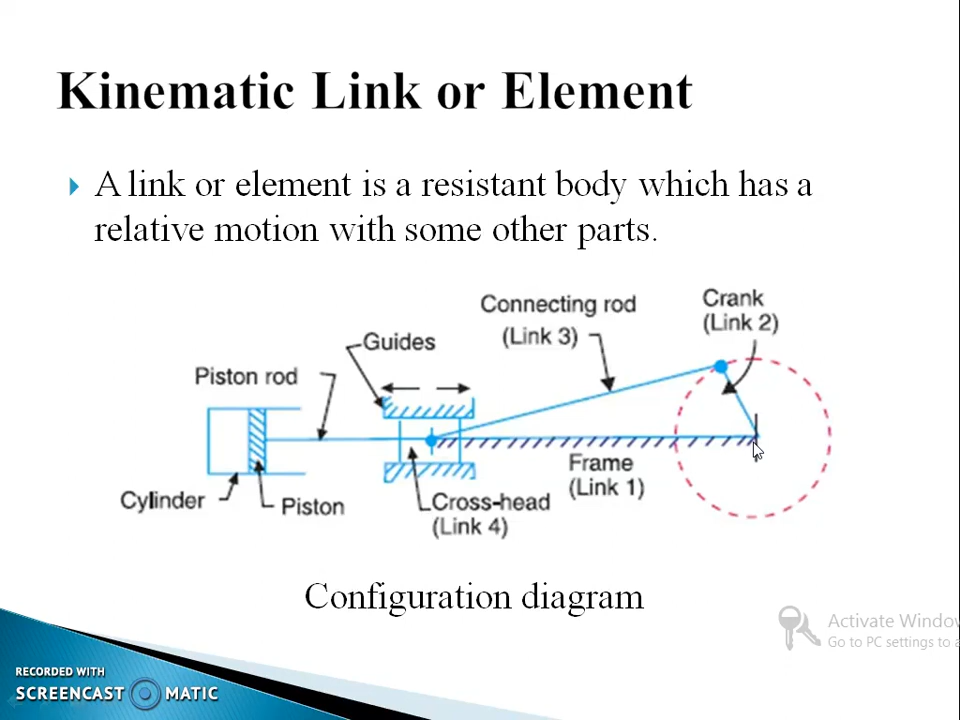 Kinematic Link or Element
A link or element is a resistant body which has a
relative motion with some other parts.
Connecting rod
(Link 3)
Crank
(Link 2)
Guides
Piston rod
Frame
(Link 1)
Cylinder
Piston
Cross-head
(Link 4)
Configuration diagram
Activate Windo
Go to PC settings to a
RECORDED WITH
SCREENCAST MATIC